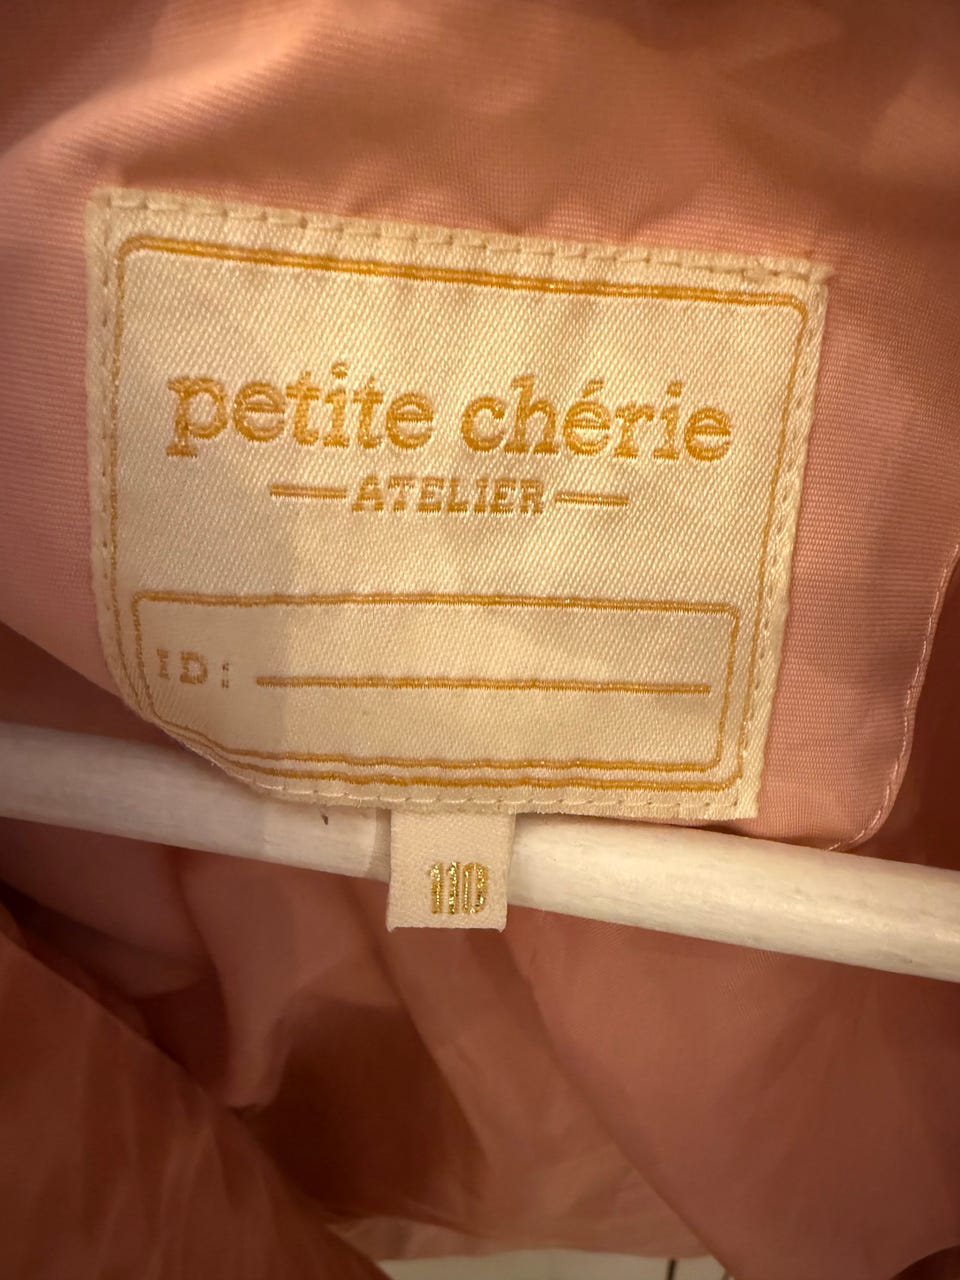 petite chérie
ATELIER
ID:
110